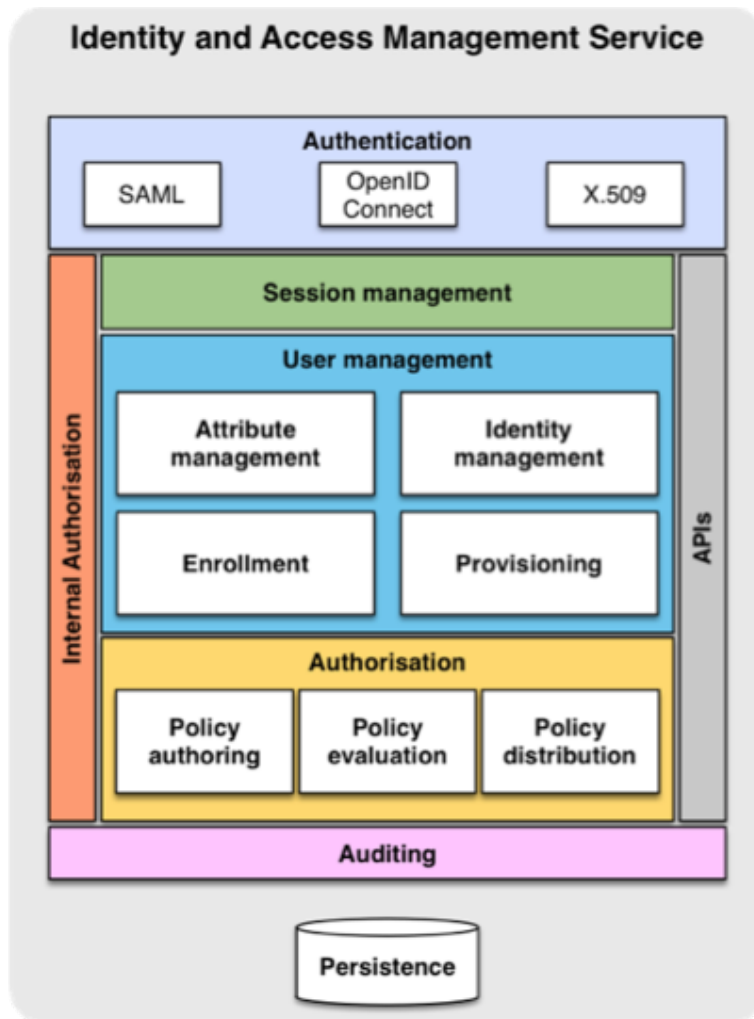 Identity and Access Management Service
Authentication
SAML
OpenID
Connect
X.509
Session management
User management
Attribute
management
Identity
management
Enrollment
Provisioning
Internal Authorisation
APIs
Authorisation
Policy
authoring
Policy
evaluation
Policy
distribution
Auditing
Persistence